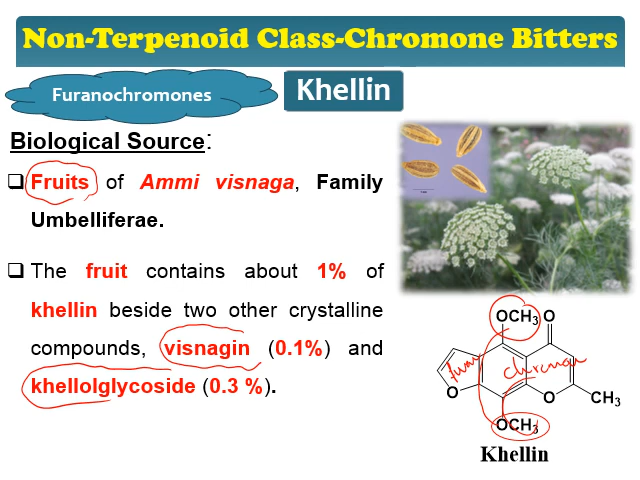 Non-Terpenoid Class-Chromone Bitters
Furanochromones
Khellin
Biological Source:
❑ Fruits of Ammi visnaga, Family
Umbelliferae.
❑ The fruit contains about 1% of
khellin beside two other crystalline
compounds, visnagin (0.1%) and
khellolglycoside (0.3 %).
OCH₃ O
furan chroman
O O CH₃
OCH₃
Khellin